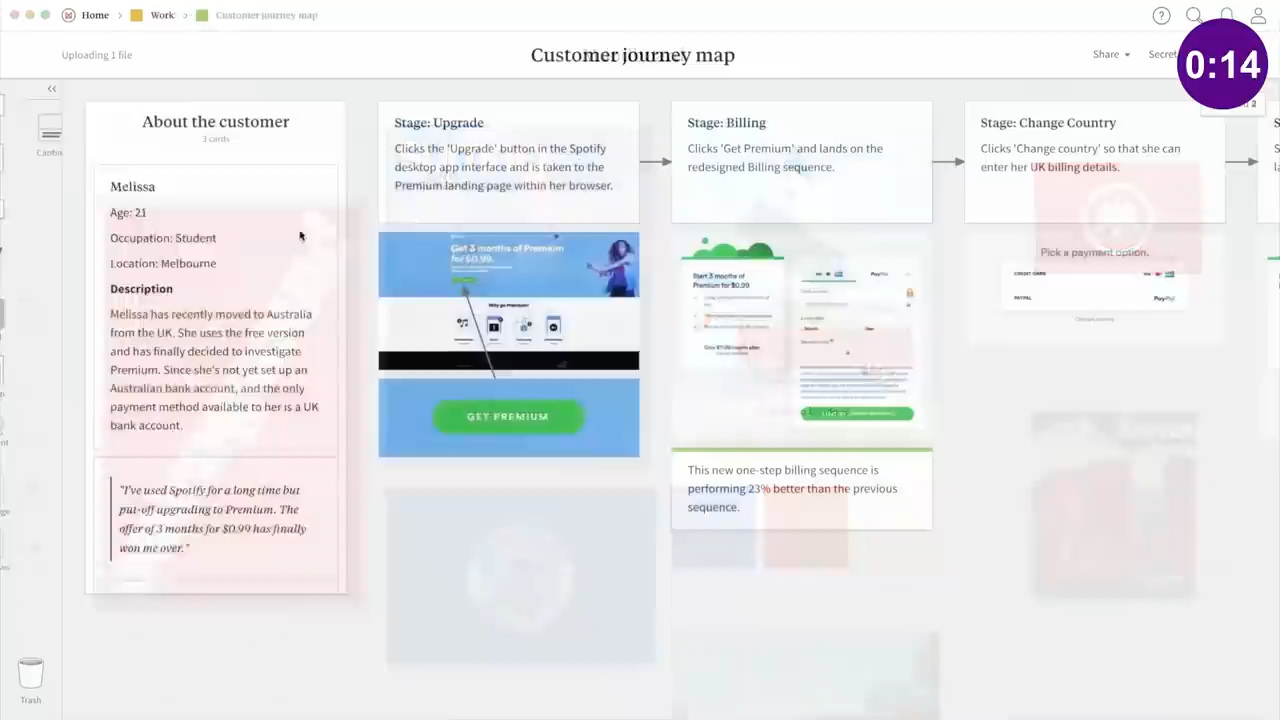 Home
Work
Customer journey map
Uploading 1 file
Customer journey map
Share
0:14
2
About the customer
3 cards
Melissa
Age: 21
Occupation: Student
Location: Melbourne
Description
Melissa has recently moved to Australia
from the UK. She uses the free version
and has finally decided to investigate
Premium. Since she's not yet set up an
australian bank account, and the only
payment method available to her is a UK
bank account.
"I've used Spotify for a long time but
put-off upgrading to Premium. The
offer of 3 months for $0.99 has finally
won me over."
Stage: Upgrade
Clicks the 'Upgrade' button in the Spotify
desktop app interface and is taken to the
Premium landing page within her browser.
Get 3 months of Premium
for $0.99
Why go Premium?
GET PREMIUM
Stage: Billing
Clicks 'Get Premium' and lands on the
redesigned Billing sequence.
Start 3 months of
Premium for $0.99
PayPal
This new one-step billing sequence is
performing 23% better than the previous
sequence.
Stage: Change Country
Clicks 'Change country' so that she can
enter her UK billing details.
Pick a payment option.
CREDIT CARD
PAYPAL
PayPal
Trash